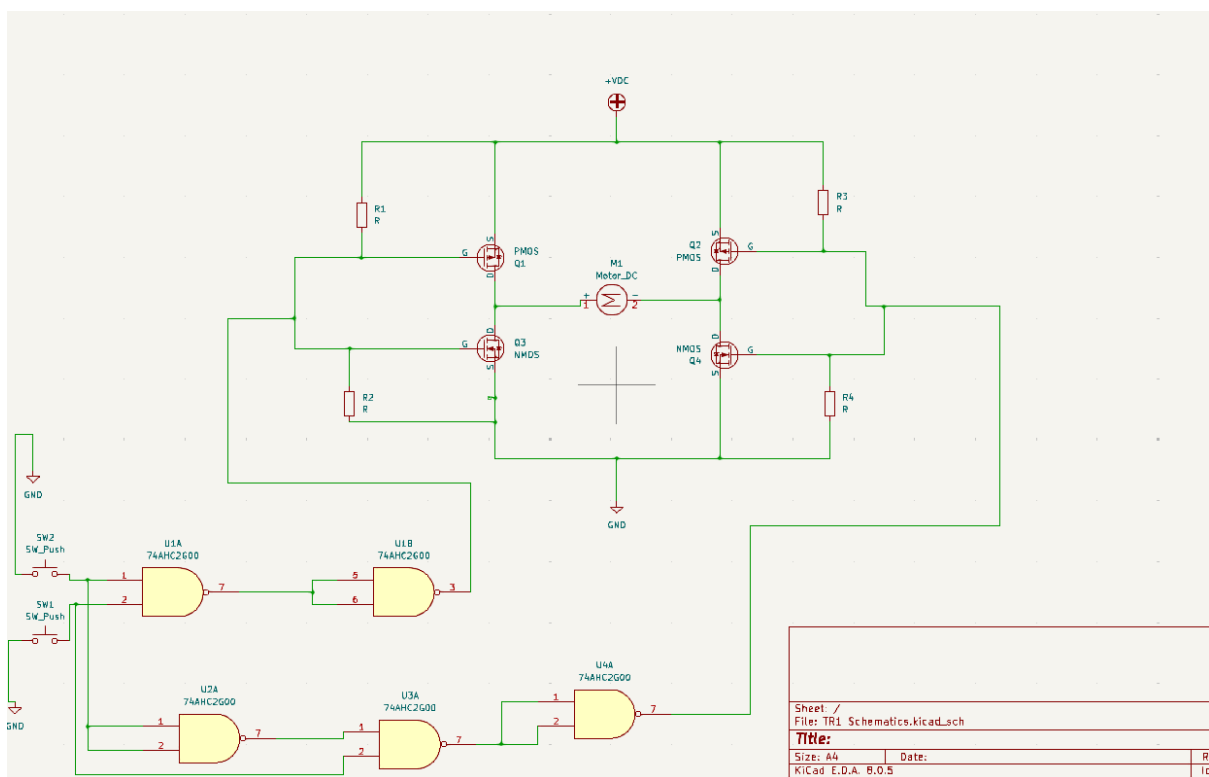 +VDC
R1
R
S
G
PMOS
Q1
D
R3
R
S
Q2
PMOS
G
D
M1
Motor_DC
+
1
-
2
D
G
Q3
NMOS
S
D
NMOS
Q4
G
S
R2
R
R4
R
GND
GND
SW2
SW_Push
U1A
74AHC2G00
1
2
7
U1B
74AHC2G00
5
6
3
SW1
SW_Push
GND
U2A
74AHC2G00
1
2
7
U3A
74AHC2G00
1
2
7
U4A
74AHC2G00
1
2
7
Sheet: /
File: TR1 Schematics.kicad_sch
Title:
Size: A4 Date: R
KiCad E.D.A. 8.0.5